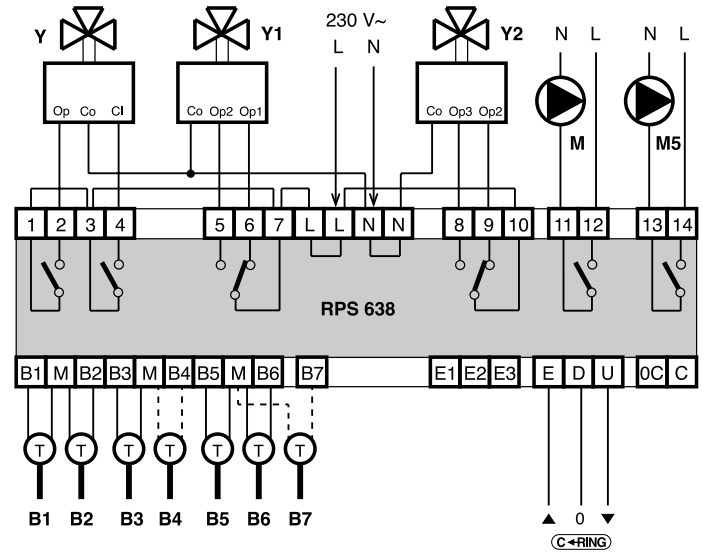 230 V~
Y Y1 L N Y2 N L N L
Op Co Cl Co Op2 Op1 Co Op3 Op2
M M5
1 2 3 4 5 6 7 L L N N 8 9 10 11 12 13 14
RPS 638
B1 M B2 B3 M B4 B5 M B6 B7 E1 E2 E3 E D U 0C C
T T T T T T T
B1 B2 B3 B4 B5 B6 B7 0
C RING